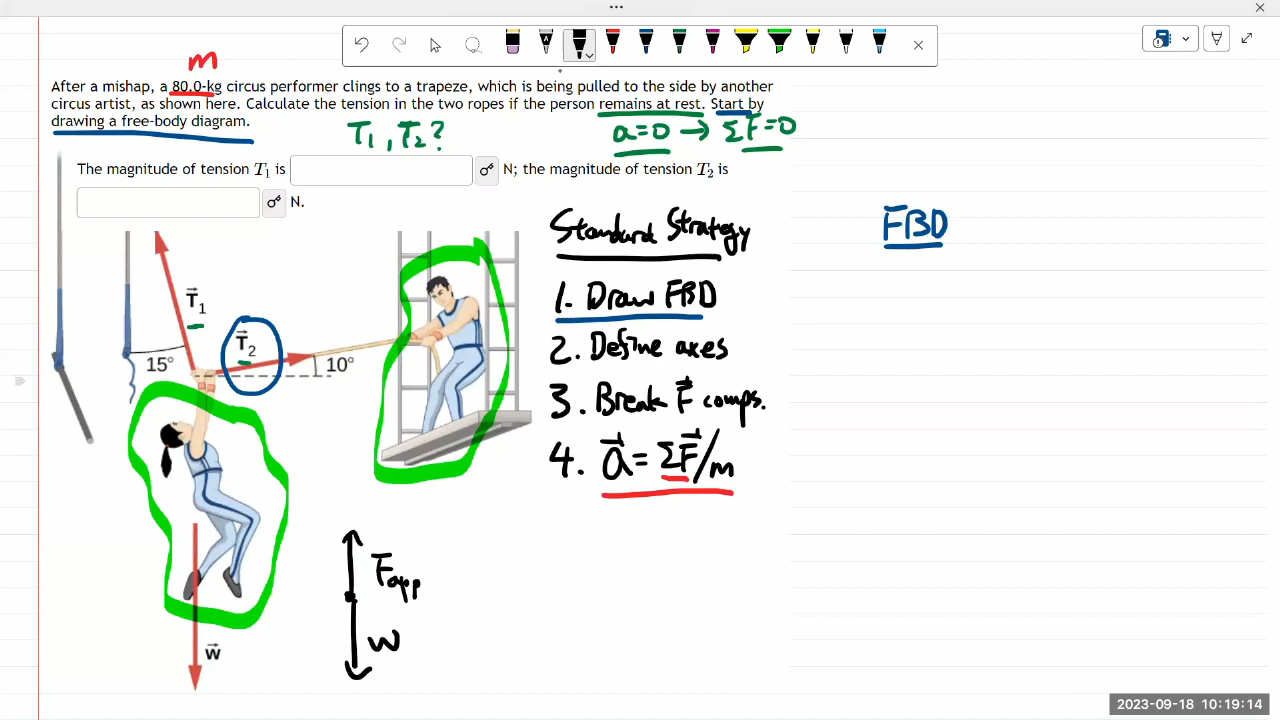 m
After a mishap, a 80.0-kg circus performer clings to a trapeze, which is being pulled to the side by another
circus artist, as shown here. Calculate the tension in the two ropes if the person remains at rest. Start by
drawing a free-body diagram.
T₁, T₂?
a=0 → ΣF=0
The magnitude of tension T₁ is N; the magnitude of tension T₂ is
N.
FBD
Standard Strategy
1. Draw FBD
2. Define axes
3. Break F⃗ comps.
4. a⃗ = ΣF⃗/m
T⃗₁
T⃗₂
15°
10°
w⃗
Fapp
W
2023-09-18 10:19:14